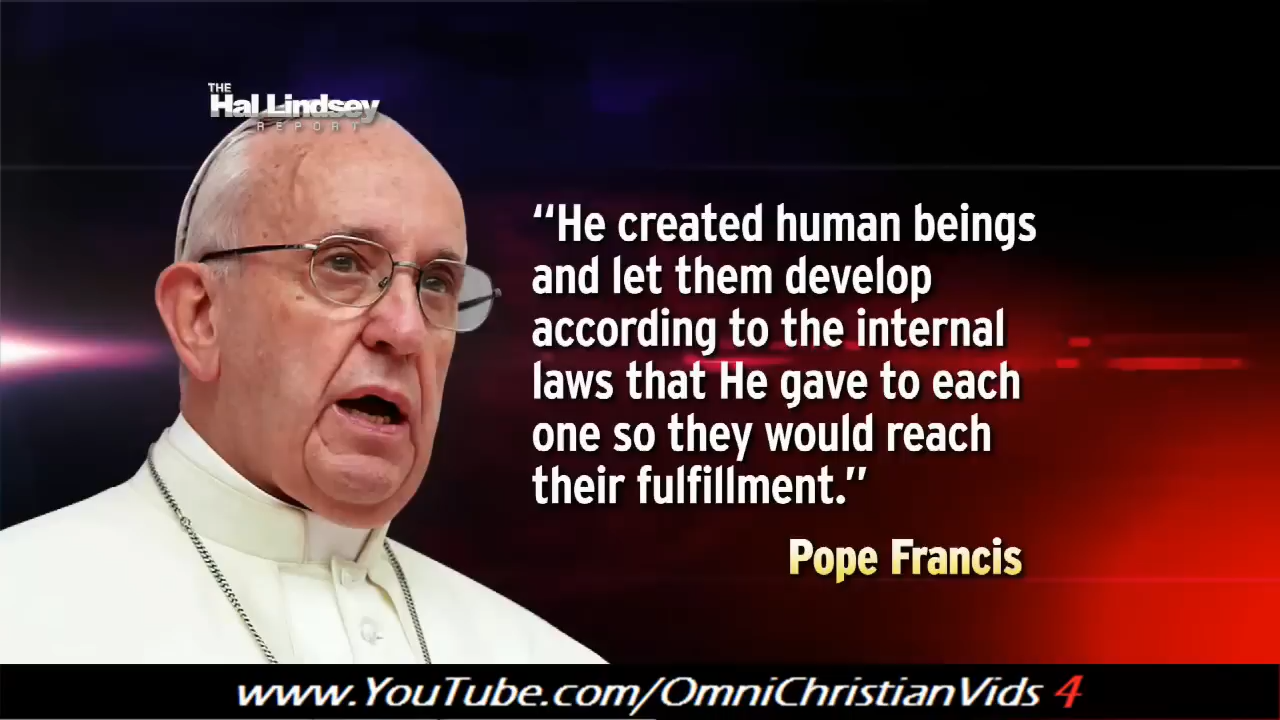 THE
Hal Lindsey
REPORT
“He created human beings
and let them develop
according to the internal
laws that He gave to each
one so they would reach
their fulfillment.”
Pope Francis
www.YouTube.com/OmniChristianVids 4